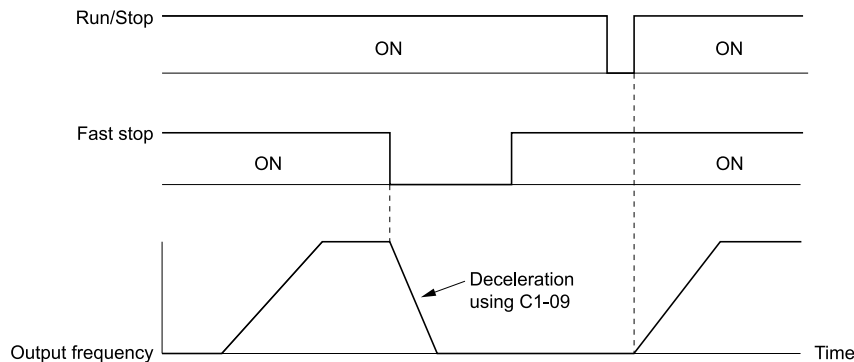 Run/Stop
ON
ON
Fast stop
ON
ON
Deceleration
using C1-09
Output frequency
Time